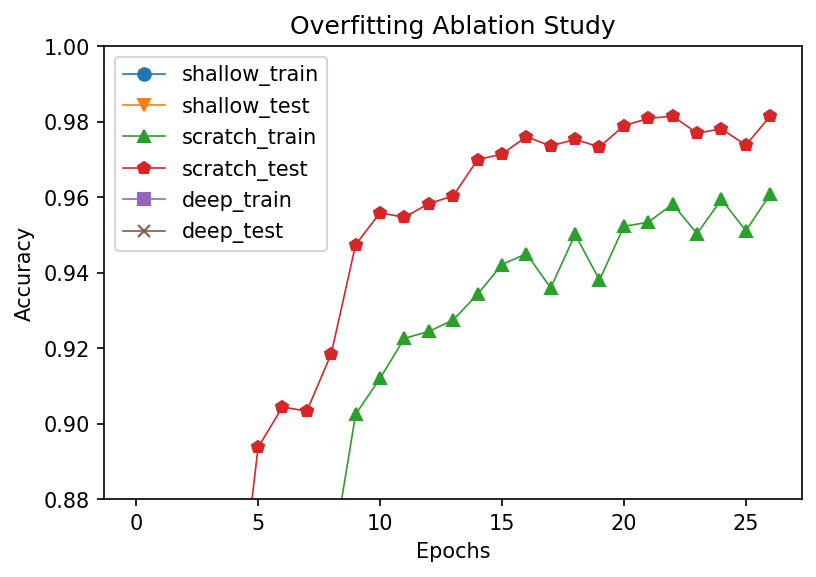 Overfitting Ablation Study
1.00
0.98
0.96
0.94
0.92
0.90
0.88
Accuracy
shallow_train
shallow_test
scratch_train
scratch_test
deep_train
deep_test
0
5
10
15
20
25
Epochs